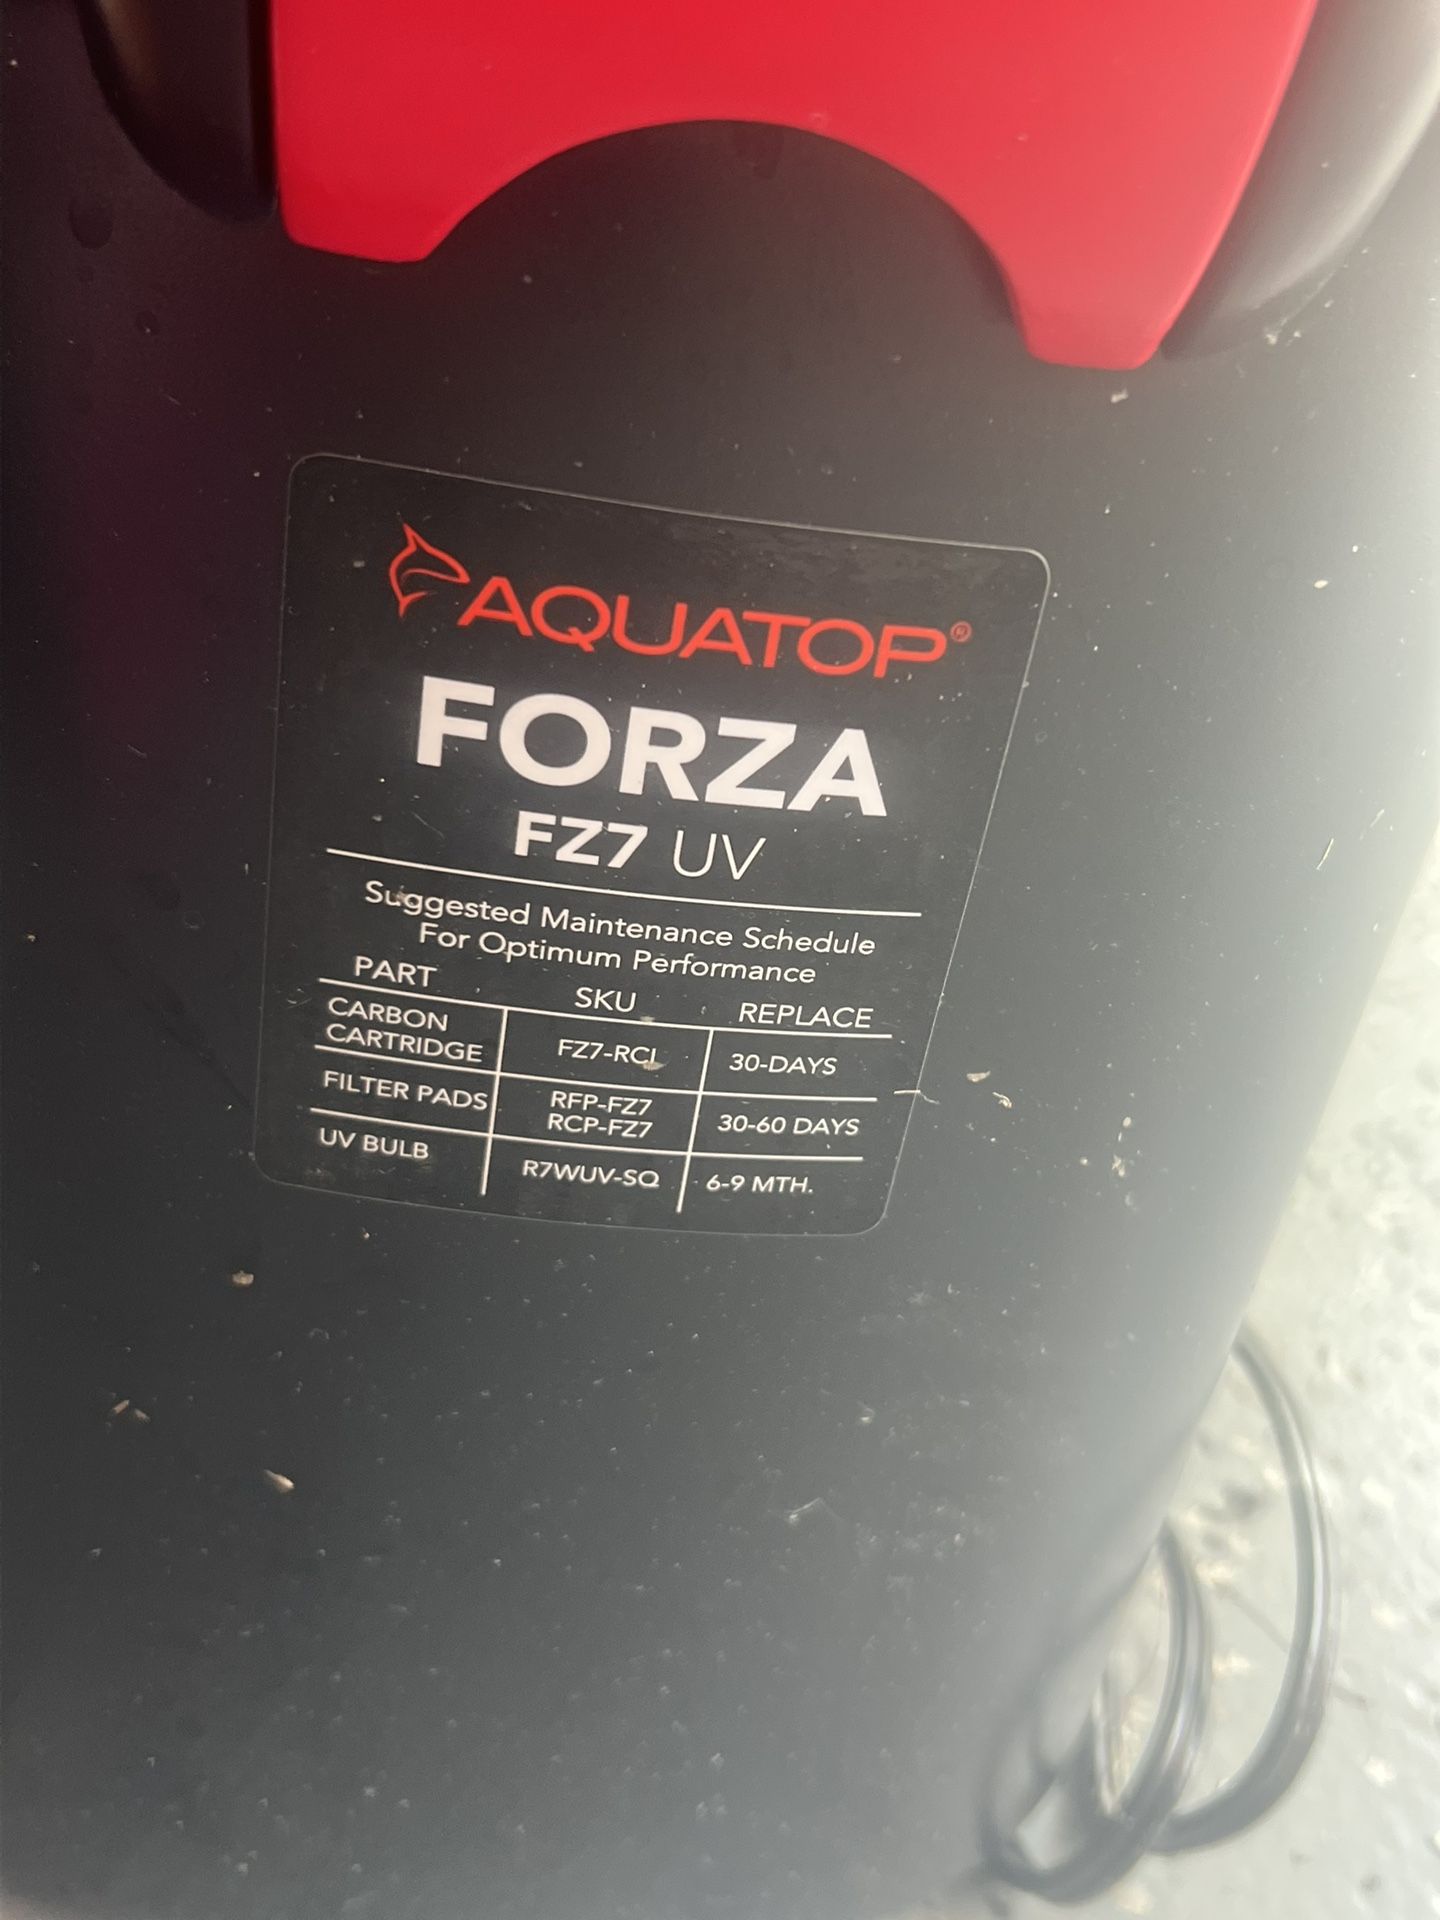 AQUATOP®
FORZA
FZ7 UV
Suggested Maintenance Schedule
For Optimum Performance
PART SKU REPLACE
CARBON
CARTRIDGE FZ7-RCL 30-DAYS
FILTER PADS RFP-FZ7
RCP-FZ7 30-60 DAYS
UV BULB R7WUV-SQ 6-9 MTH.